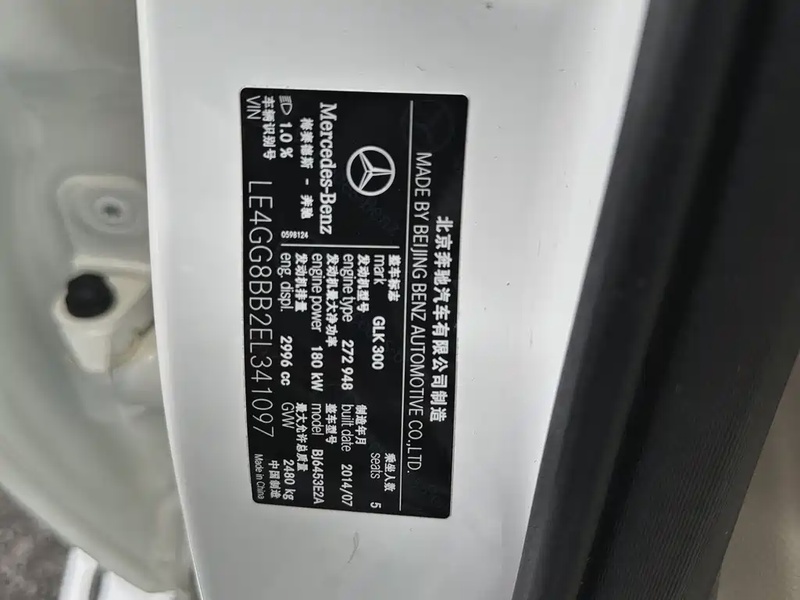 北京奔驰汽车有限公司制造
MADE BY BEIJING BENZ AUTOMOTIVE CO.,LTD.
整车标志
mark GLK 300
乘坐人数
seats 5
发动机型号
engine type 272 948
制造年月
built date 2014/07
发动机最大净功率
engine power 180 kW
整车型号
model BJ6453E2A
发动机排量
eng. displ. 2996 cc
最大允许总质量
GVW 2480 kg
Mercedes-Benz
梅赛德斯-奔驰
0598124
1.0 %
车辆识别号
VIN LE4GG8BB2EL341097
中国制造
Made in China